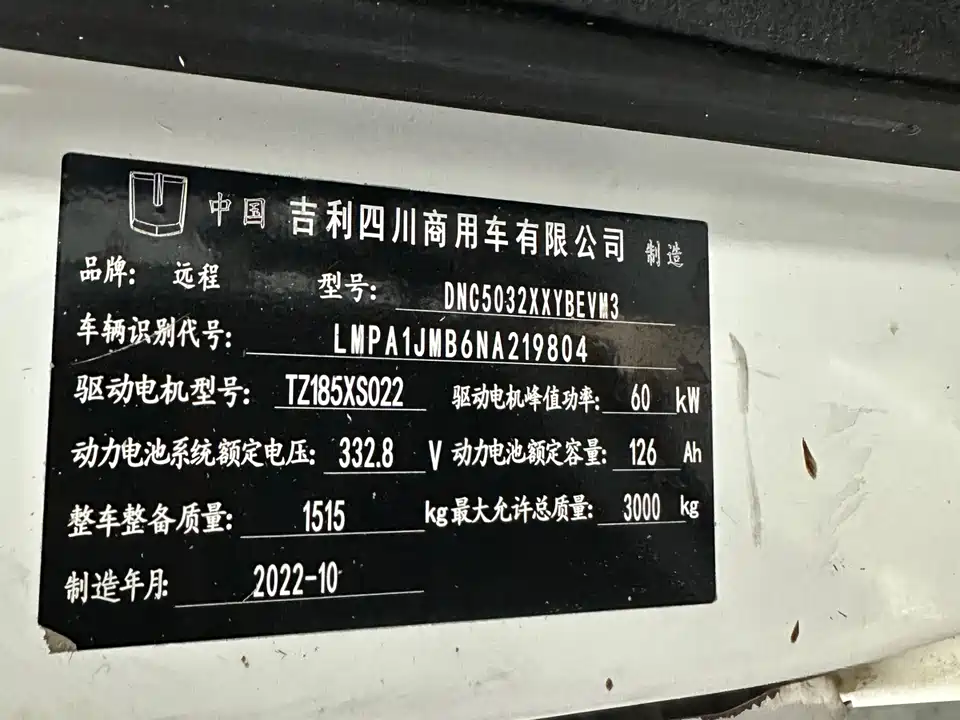 中国 吉利四川商用车有限公司 制造
品牌: 远程 型号: DNC5032XXYBEVM3
车辆识别代号: LMPA1JMB6NA219804
驱动电机型号: TZ185XS022 驱动电机峰值功率: 60 kW
动力电池系统额定电压: 332.8 V 动力电池额定容量: 126 Ah
整车整备质量: 1515 kg 最大允许总质量: 3000 kg
制造年月: 2022-10